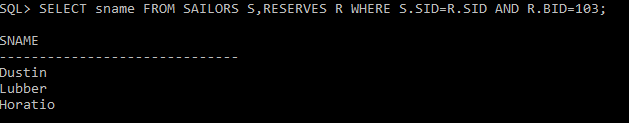 SQL> SELECT sname FROM SAILORS S,RESERVES R WHERE S.SID=R.SID AND R.BID=103;
SNAME
------------------------------
Dustin
Lubber
Horatio